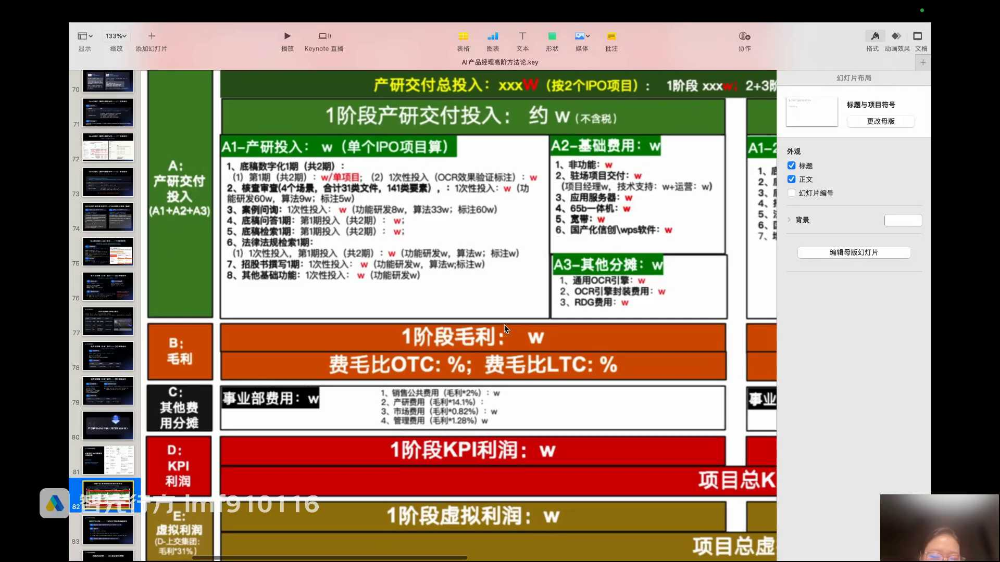 133%
显示
缩放
添加幻灯片
播放
Keynote 直播
表格
图表
文本
形状
媒体
批注
协作
格式
动画效果
文稿
AI产品经理高阶方法论.key
70
71
72
73
74
75
76
77
78
79
80
81
82
83
A:
产研交付
投入
(A1+A2+A3)
产研交付总投入：xxxW（按2个IPO项目）： 1阶段 xxxw； 2+3阶
1阶段产研交付投入： 约 w（不含税）
A1-产研投入： w（单个IPO项目算）
1、底稿数字化1期（共2期）：
（1）第1期（共2期）：w/单项目；（2）1次性投入（OCR效果验证标注）：w
2、核查审查(4个场景，合计31类文件，141类要素）, ：1次性投入：w（功
能研发60w，算法9w；标注5w）
3、案例问询：1次性投入： w（功能研发8w，算法33w；标注60w）
4、底稿问答1期：第1期投入（共2期）： w；
5、底稿检索1期：第1期投入（共2期）： w；
6、法律法规检索1期：
（1）1次性投入，第1期投入（共2期）：w（功能研发w，算法w；标注w）
7、招股书撰写1期：1次性投入： w（功能研发w，算法w;标注w）
8、其他基础功能：1次性投入： w（功能研发w）
A2-基础费用：w
1、非功能：w
2、驻场项目交付：w
（项目经理w，技术支持：w+运营：w）
3、应用服务器：w
4、65b一体机：w
5、宽带：w
6、国产化信创\wps软件：w
A3-其他分摊：w
1、通用OCR引擎：w
2、OCR引擎封装费用：w
3、RDG费用：w
A1-2
1、
2、
3、
4、
5、
6、
7、
B:
毛利
1阶段毛利： w
费毛比OTC: %；费毛比LTC: %
C:
其他费
用分摊
事业部费用：w
1、销售公共费用（毛利*2%）：w
2、产研费用（毛利*14.1%）：
3、市场费用（毛利*0.82%）：w
4、管理费用（毛利*1.28%）w
事业
D:
KPI
利润
1阶段KPI利润：w
项目总K
E:
虚拟利润
(D-上交集团:
毛利*31%)
1阶段虚拟利润：w
项目总虚
幻灯片布局
标题与项目符号
更改母版
外观
标题
正文
幻灯片编号
背景
编辑母版幻灯片
智元行方 lmf910116